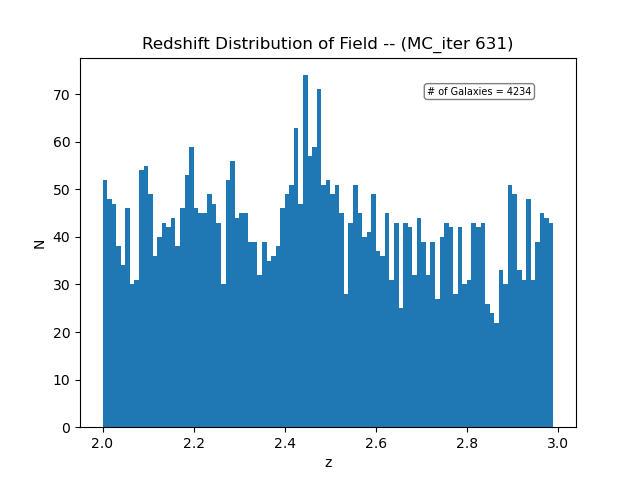 Redshift Distribution of Field -- (MC_iter 631)
# of Galaxies = 4234
70
60
50
40
30
20
10
0
N
2.0 2.2 2.4 2.6 2.8 3.0
z